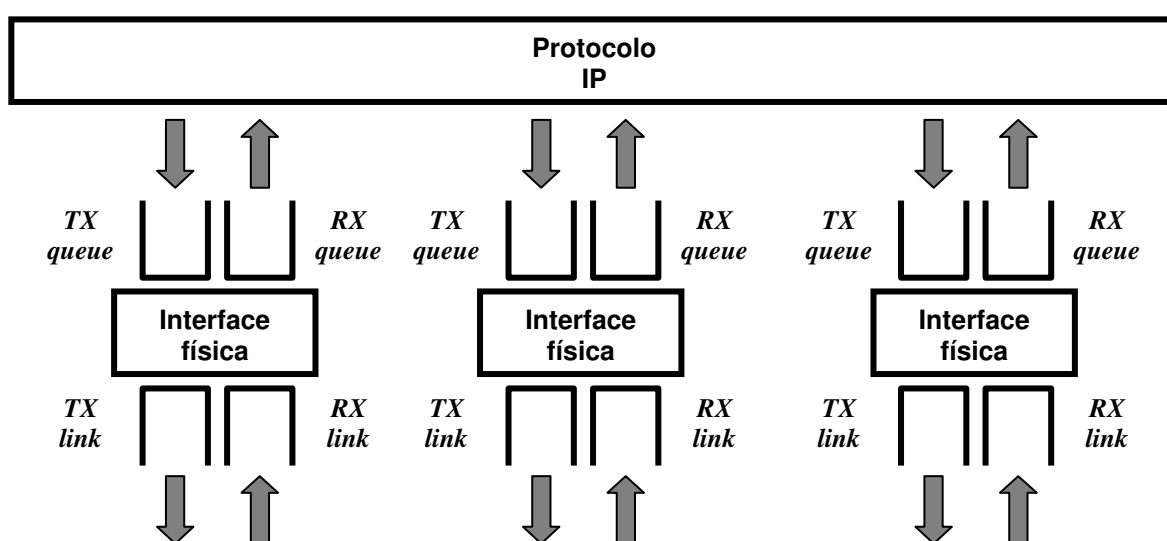 Protocolo
IP
TX
queue
RX
queue
TX
queue
RX
queue
TX
queue
RX
queue
Interface
física
Interface
física
Interface
física
TX
link
RX
link
TX
link
RX
link
TX
link
RX
link